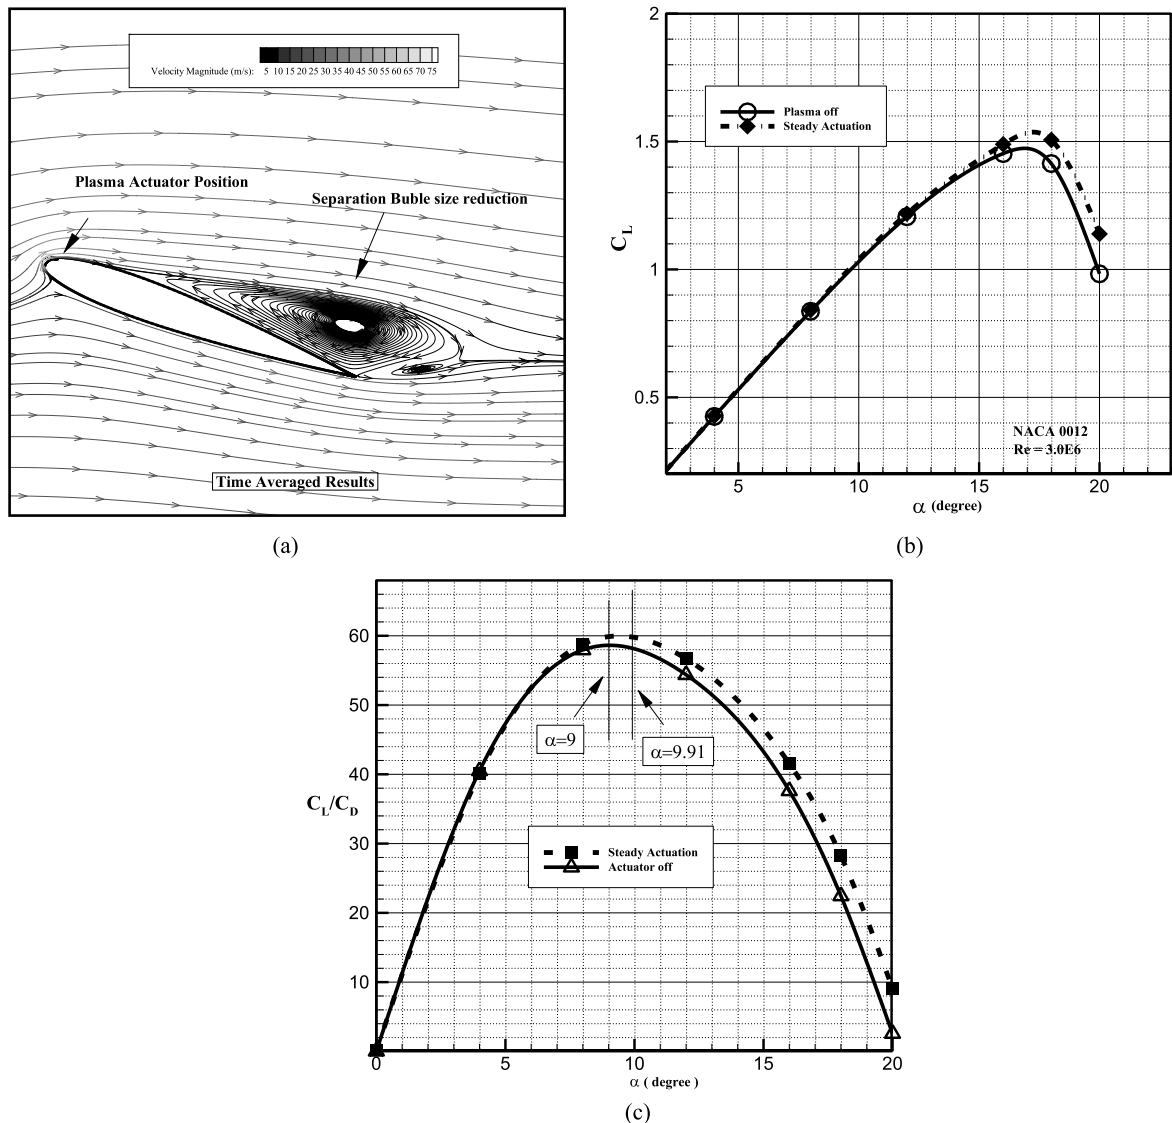 Velocity Magnitude (m/s): 5 10 15 20 25 30 35 40 45 50 55 60 65 70 75
Plasma Actuator Position
Separation Buble size reduction
Time Averaged Results
(a)
2
1.5
1
0.5
C_L
Plasma off
Steady Actuation
NACA 0012
Re = 3.0E6
5 10 15 20
α (degree)
(b)
60
50
40
30
20
10
C_L/C_D
α=9
α=9.91
Steady Actuation
Actuator off
0 5 10 15 20
α ( degree )
(c)